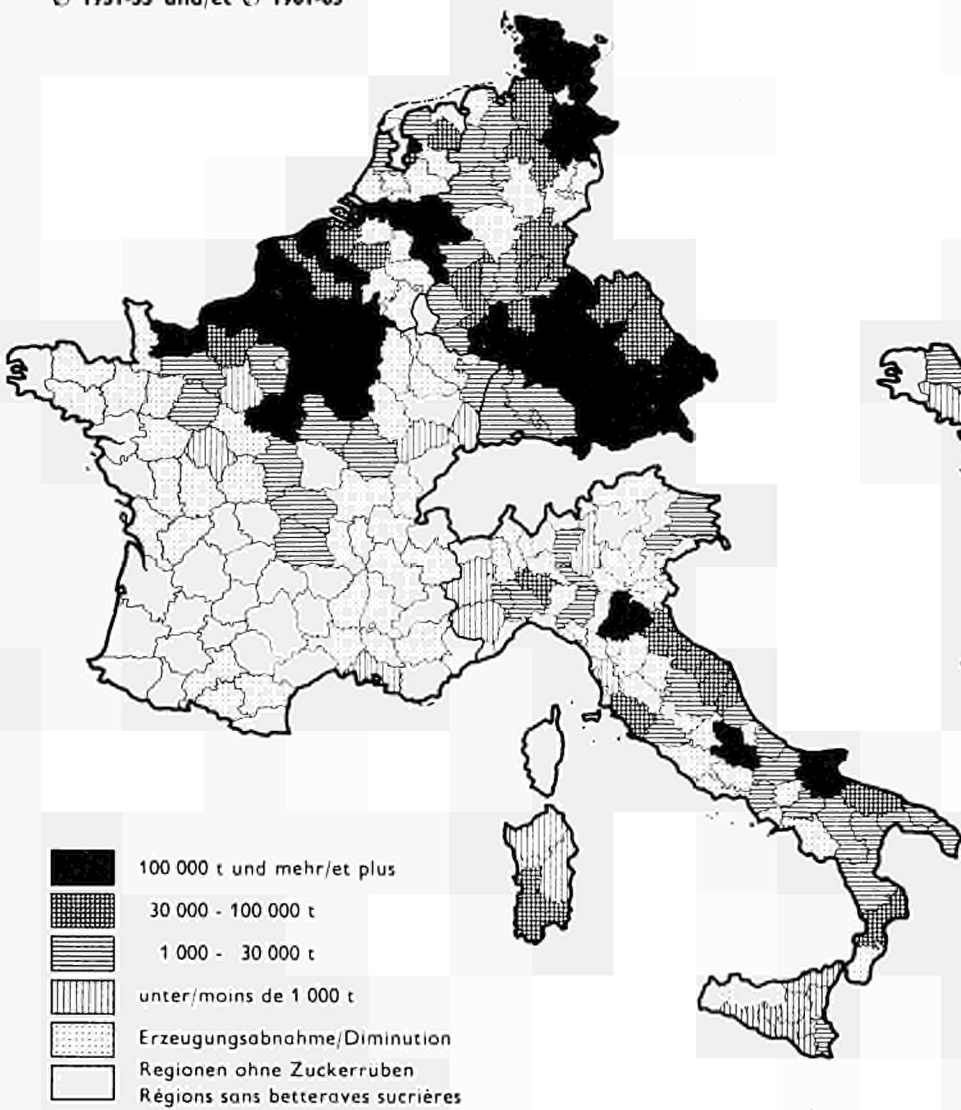 100 000 t und mehr/et plus
30 000 - 100 000 t
1 000 - 30 000 t
unter/moins de 1 000 t
Erzeugungsabnahme/Diminution
Regionen ohne Zuckerrüben
Régions sans betteraves sucrières